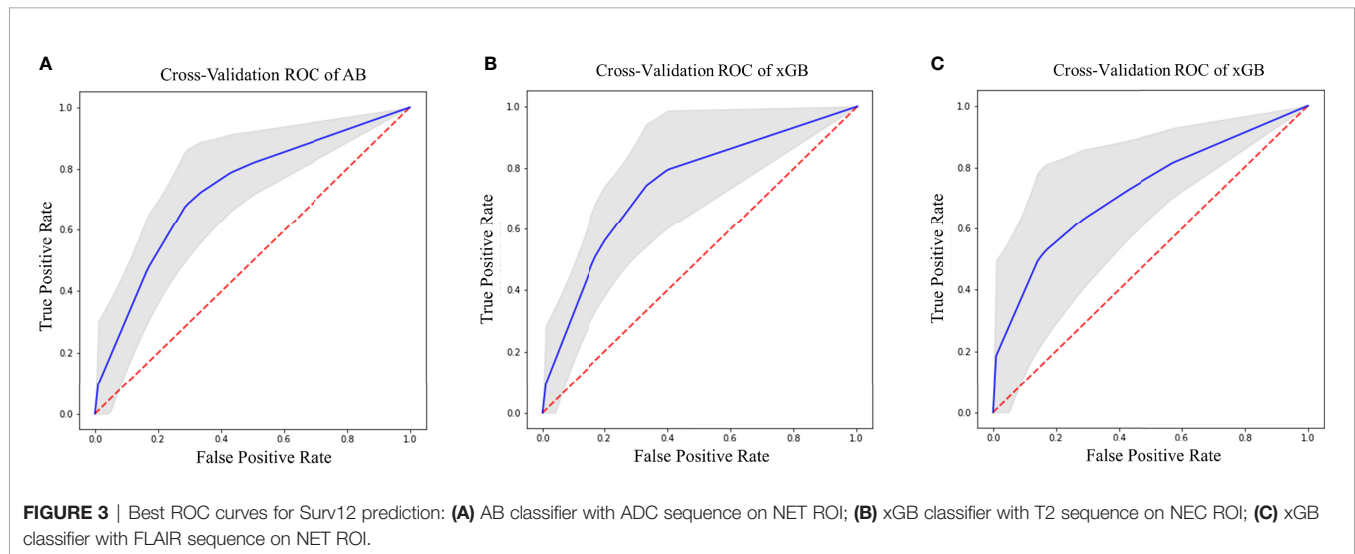 A
Cross-Validation ROC of AB
1.0
0.8
0.6
0.4
0.2
0.0
True Positive Rate
0.0 0.2 0.4 0.6 0.8 1.0
False Positive Rate
B
Cross-Validation ROC of xGB
1.0
0.8
0.6
0.4
0.2
0.0
True Positive Rate
0.0 0.2 0.4 0.6 0.8 1.0
False Positive Rate
C
Cross-Validation ROC of xGB
1.0
0.8
0.6
0.4
0.2
0.0
True Positive Rate
0.0 0.2 0.4 0.6 0.8 1.0
False Positive Rate
FIGURE 3 | Best ROC curves for Surv12 prediction: (A) AB classifier with ADC sequence on NET ROI; (B) xGB classifier with T2 sequence on NEC ROI; (C) xGB
classifier with FLAIR sequence on NET ROI.